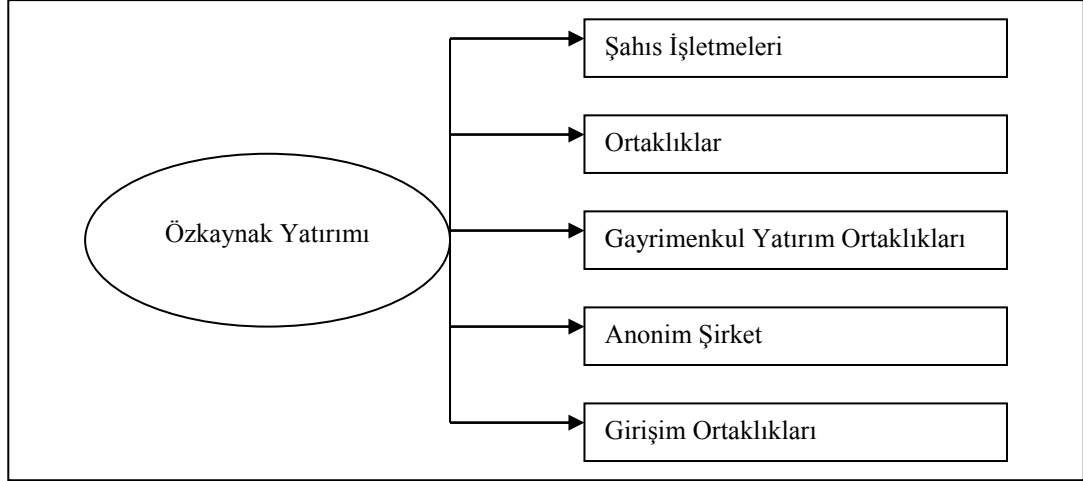 Şahıs İşletmeleri
Ortaklıklar
Özkaynak Yatırımı
Gayrimenkul Yatırım Ortaklıkları
Anonim Şirket
Girişim Ortaklıkları